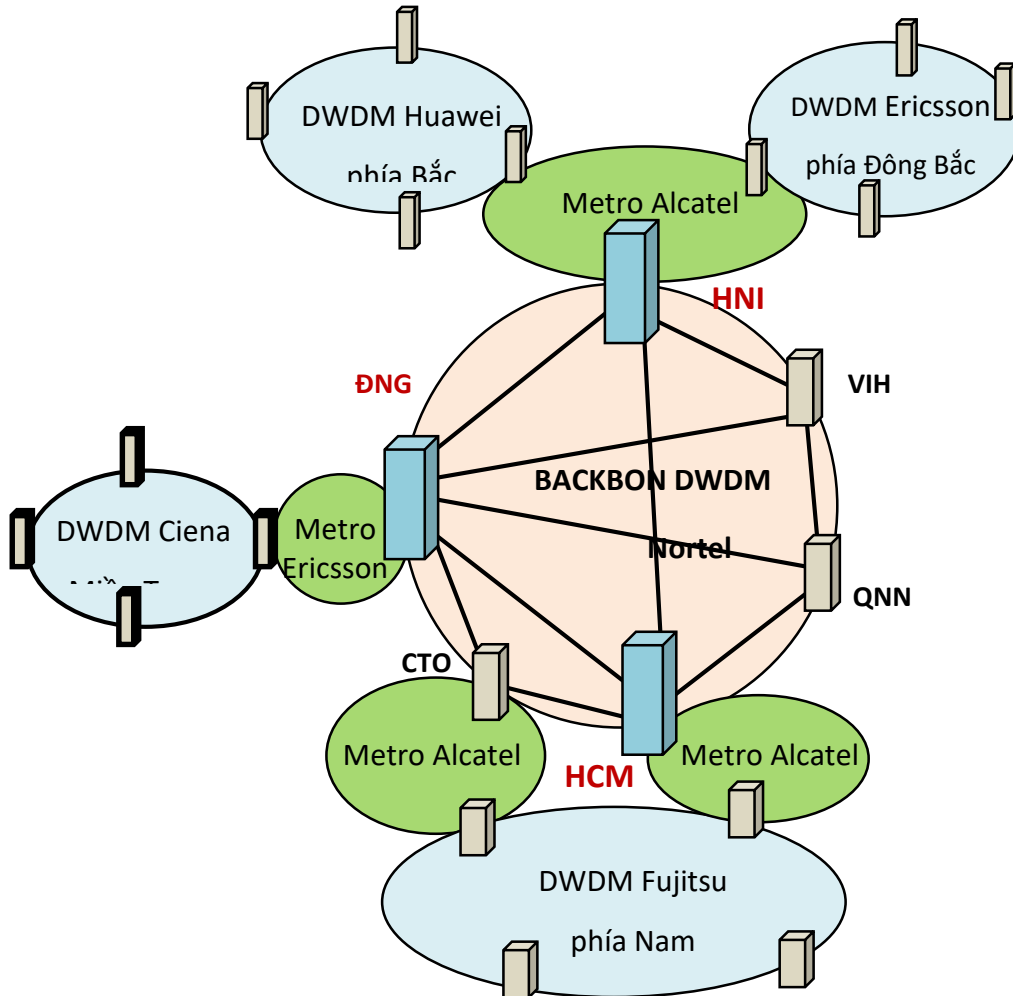 DWDM Huawei
phía Bắc
DWDM Ericsson
phía Đông Bắc
Metro Alcatel
HNI
ĐNG
VIH
BACKBON DWDM
Nortel
DWDM Ciena
Metro
Ericsson
QNN
CTO
Metro Alcatel
HCM
Metro Alcatel
DWDM Fujitsu
phía Nam